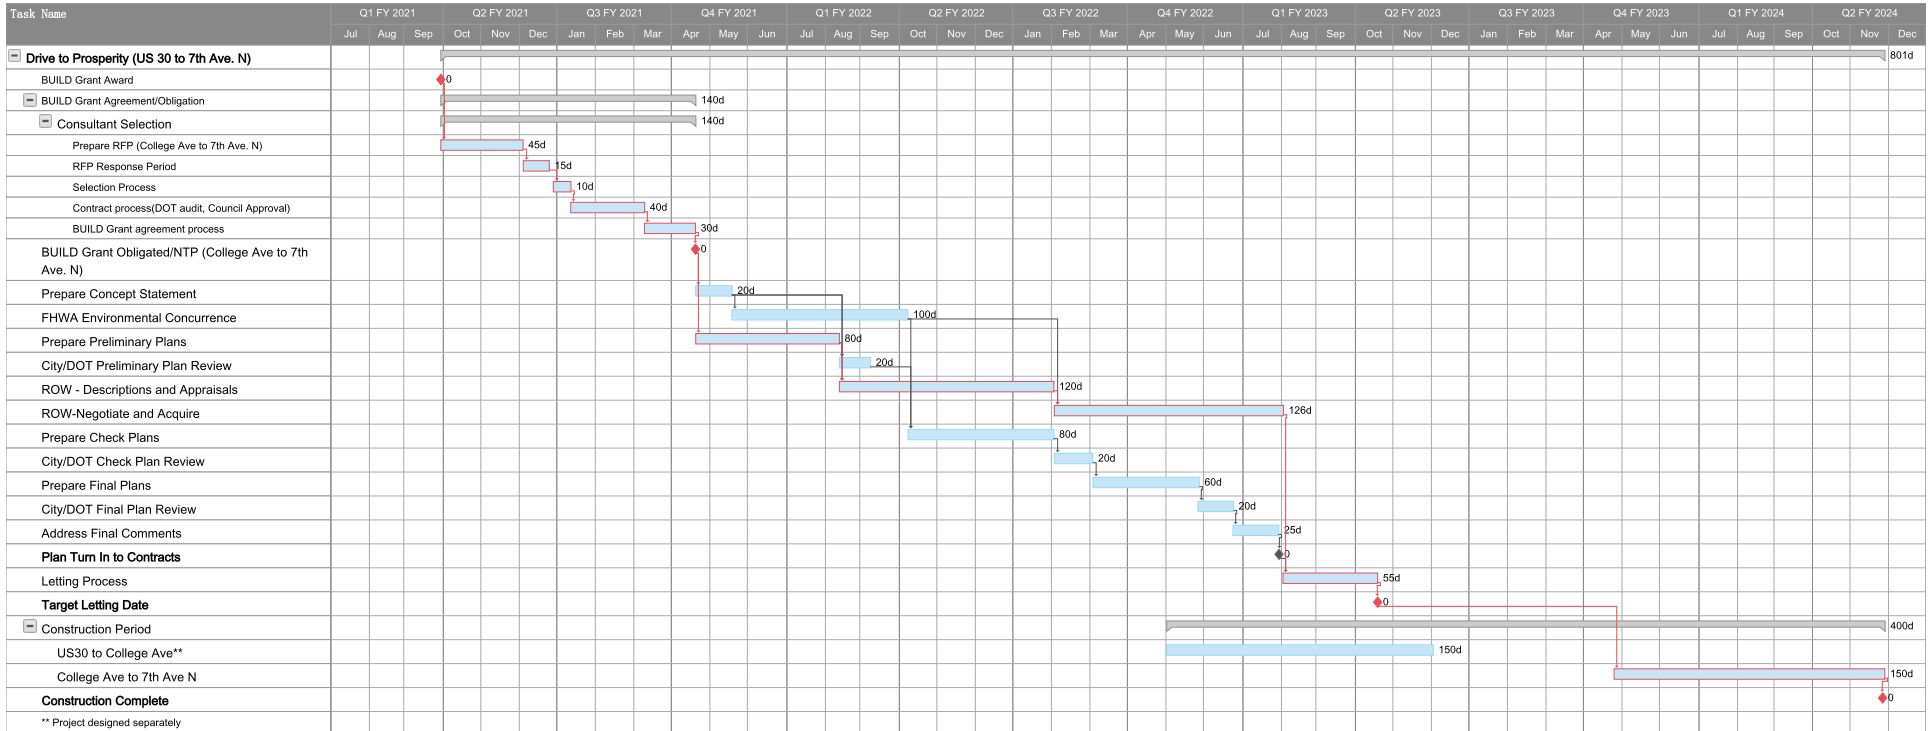 Task Name
Q1 FY 2021 Q2 FY 2021 Q3 FY 2021 Q4 FY 2021 Q1 FY 2022 Q2 FY 2022 Q3 FY 2022 Q4 FY 2022 Q1 FY 2023 Q2 FY 2023 Q3 FY 2023 Q4 FY 2023 Q1 FY 2024 Q2 FY 2024
Jul Aug Sep Oct Nov Dec Jan Feb Mar Apr May Jun Jul Aug Sep Oct Nov Dec Jan Feb Mar Apr May Jun Jul Aug Sep Oct Nov Dec Jan Feb Mar Apr May Jun Jul Aug Sep Oct Nov Dec
Drive to Prosperity (US 30 to 7th Ave. N) 801d
BUILD Grant Award 0
BUILD Grant Agreement/Obligation 140d
Consultant Selection 140d
Prepare RFP (College Ave to 7th Ave. N) 45d
RFP Response Period 15d
Selection Process 10d
Contract process(DOT audit, Council Approval) 40d
BUILD Grant agreement process 30d
BUILD Grant Obligated/NTP (College Ave to 7th 0
Ave. N)
Prepare Concept Statement 20d
FHWA Environmental Concurrence 100d
Prepare Preliminary Plans 80d
City/DOT Preliminary Plan Review 20d
ROW - Descriptions and Appraisals 120d
ROW-Negotiate and Acquire 126d
Prepare Check Plans 80d
City/DOT Check Plan Review 20d
Prepare Final Plans 60d
City/DOT Final Plan Review 20d
Address Final Comments 25d
Plan Turn In to Contracts 0
Letting Process 55d
Target Letting Date 0
Construction Period 400d
US30 to College Ave** 150d
College Ave to 7th Ave N 150d
Construction Complete 0
** Project designed separately